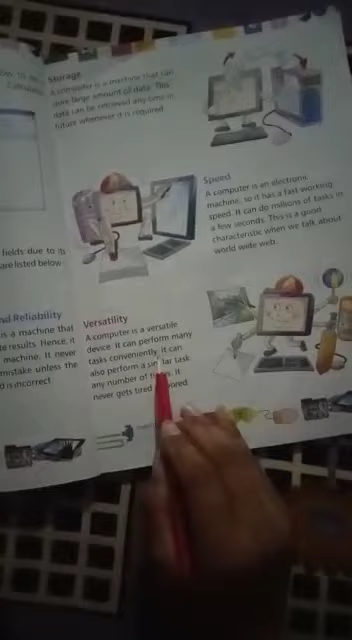 Storage
A computer is a machine that can
store large amount of data. This
data can be retrieved any time in
future whenever it is required.
Speed
A computer is an electronic
machine, so it has a fast working
speed. It can do millions of tasks in
a few seconds. This is a good
characteristic when we talk about
world wide web.
fields due to its
are listed below
nd Reliability
is a machine that
te results. Hence, it
machine. It never
mistake unless the
d is incorrect
Versatility
A computer is a versatile
device. It can perform many
tasks conveniently. It can
also perform a lar task
any number of It
never gets tired ored